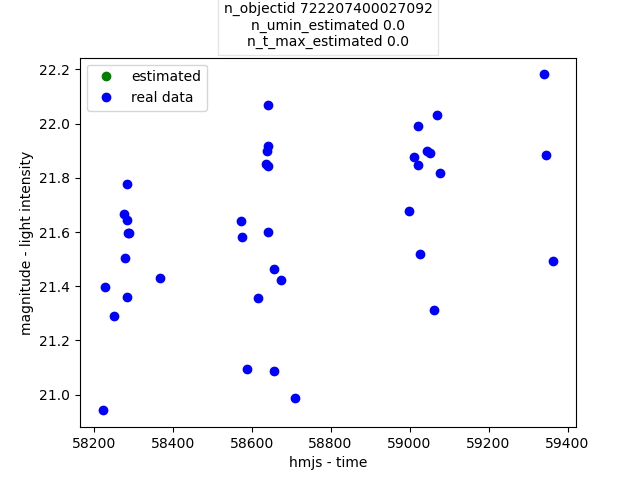 n_objectid 722207400027092
n_umin_estimated 0.0
n_t_max_estimated 0.0
estimated
real data
magnitude - light intensity
22.2
22.0
21.8
21.6
21.4
21.2
21.0
58200 58400 58600 58800 59000 59200 59400
hmjs - time